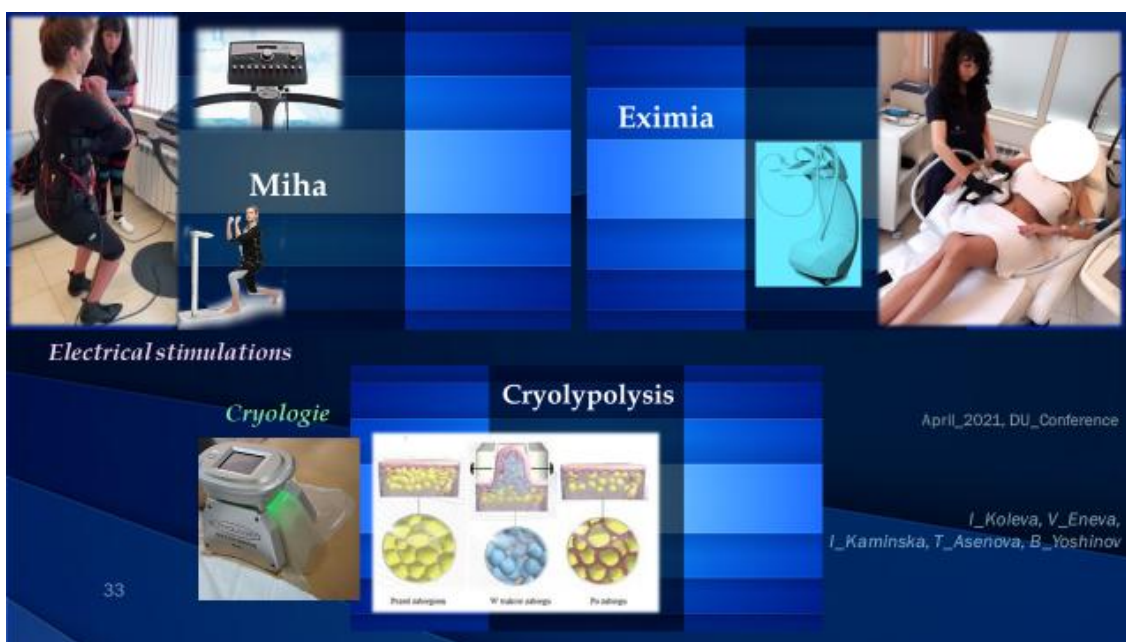 Miha
Eximia
Electrical stimulations
Cryologie
Cryolypolysis
April_2021, DU_Conference
I_Koleva, V_Eneva,
I_Kaminska, T_Asenova, B_Yoshinov
Przed zabiegiem
W trakcie zabiegu
Po zabiegu
33